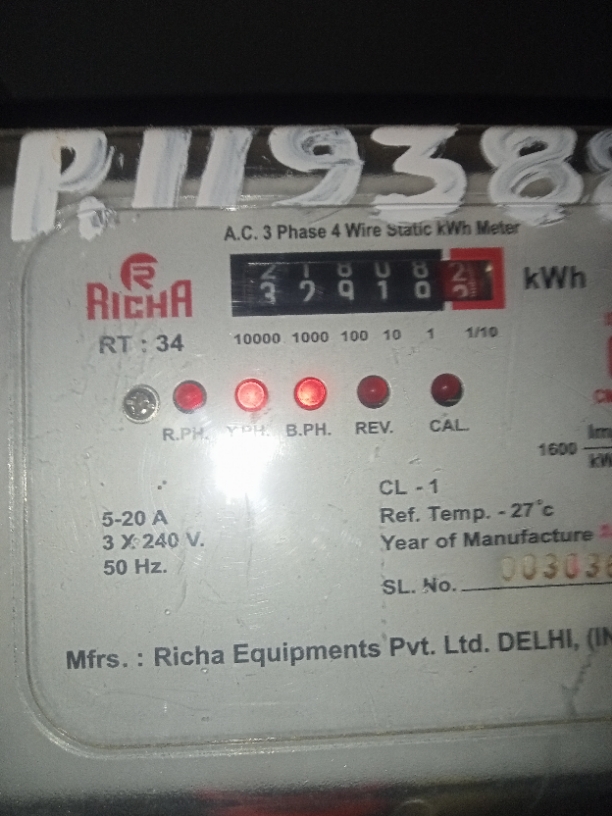 P119388
A.C. 3 Phase 4 Wire Static kWh Meter
RICHA
kWh
RT : 34
10000 1000 100 10 1 1/10
R.PH. Y.PH. B.PH. REV. CAL.
1600
CL - 1
5-20 A
Ref. Temp. - 27°c
3 X 240 V.
Year of Manufacture
50 Hz.
SL. No.
Mfrs. : Richa Equipments Pvt. Ltd. DELHI,